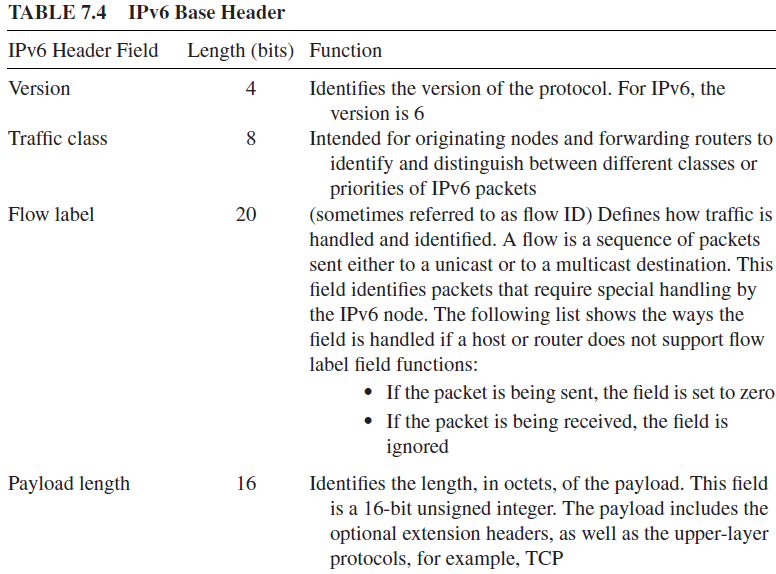 TABLE 7.4 IPv6 Base Header
IPv6 Header Field Length (bits) Function
Version 4 Identifies the version of the protocol. For IPv6, the
version is 6
Traffic class 8 Intended for originating nodes and forwarding routers to
identify and distinguish between different classes or
priorities of IPv6 packets
Flow label 20 (sometimes referred to as flow ID) Defines how traffic is
handled and identified. A flow is a sequence of packets
sent either to a unicast or to a multicast destination. This
field identifies packets that require special handling by
the IPv6 node. The following list shows the ways the
field is handled if a host or router does not support flow
label field functions:
• If the packet is being sent, the field is set to zero
• If the packet is being received, the field is
ignored
Payload length 16 Identifies the length, in octets, of the payload. This field
is a 16-bit unsigned integer. The payload includes the
optional extension headers, as well as the upper-layer
protocols, for example, TCP